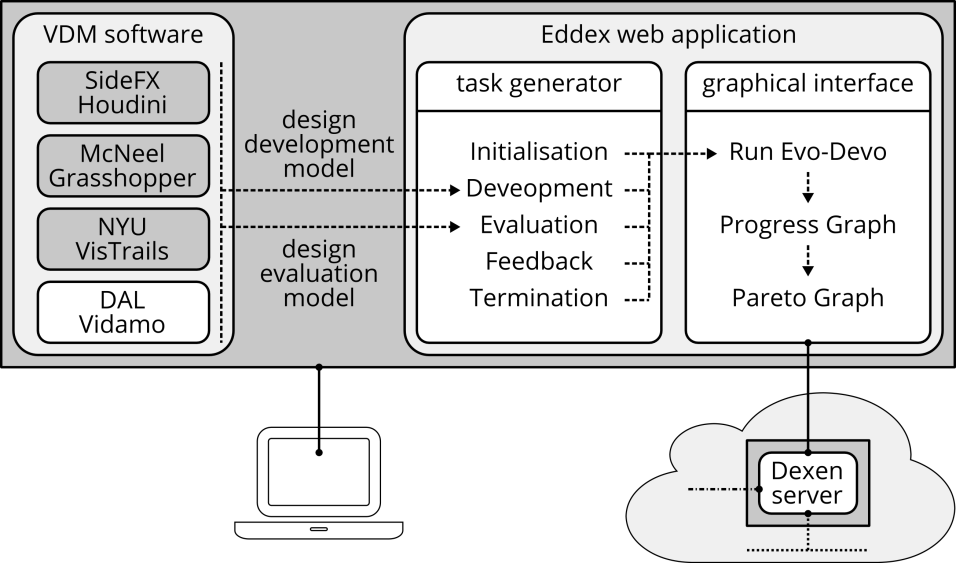 VDM software
SideFX
Houdini
McNeel
Grasshopper
NYU
VisTrails
DAL
Vidamo
design
development
model
design
evaluation
model
Eddex web application
task generator
Initialisation
Deveopment
Evaluation
Feedback
Termination
graphical interface
Run Evo-Devo
Progress Graph
Pareto Graph
Dexen
server